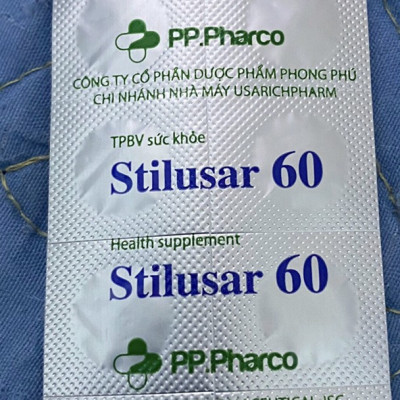 PP.Pharco
CÔNG TY CỔ PHẦN DƯỢC PHẨM PHONG PHÚ
CHI NHÁNH NHÀ MÁY USARICHPHARM
TPBV sức khỏe
Stilusar 60
Health supplement
Stilusar 60
PP.Pharco
JSC